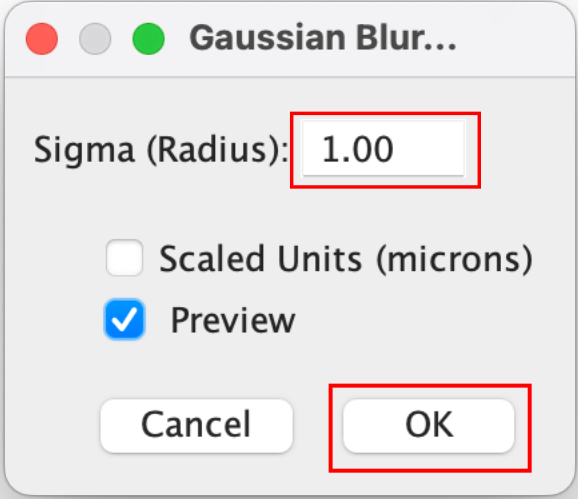 Gaussian Blur...
Sigma (Radius): 1.00
Scaled Units (microns)
Preview
Cancel OK